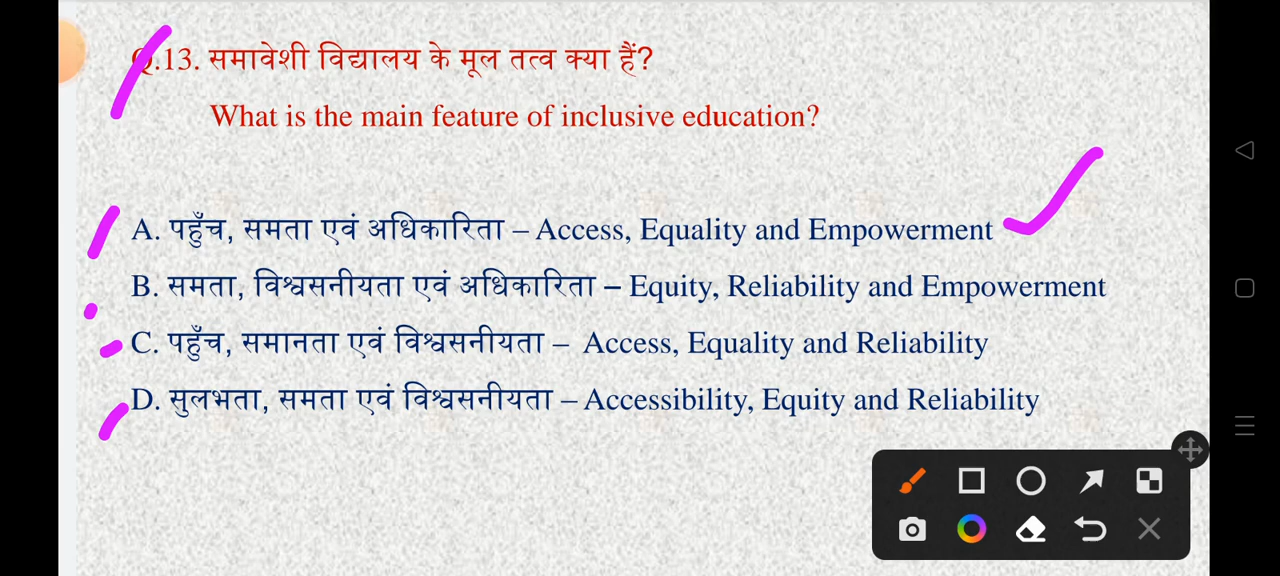 Q.13. समावेशी विद्यालय के मूल तत्व क्या हैं?
What is the main feature of inclusive education?
A. पहुँच, समता एवं अधिकारिता – Access, Equality and Empowerment
B. समता, विश्वसनीयता एवं अधिकारिता – Equity, Reliability and Empowerment
C. पहुँच, समानता एवं विश्वसनीयता – Access, Equality and Reliability
D. सुलभता, समता एवं विश्वसनीयता – Accessibility, Equity and Reliability